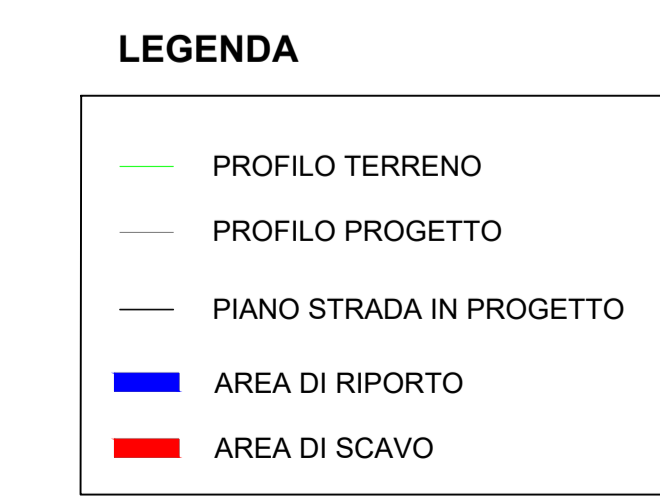 LEGENDA
PROFILO TERRENO
PROFILO PROGETTO
PIANO STRADA IN PROGETTO
AREA DI RIPORTO
AREA DI SCAVO